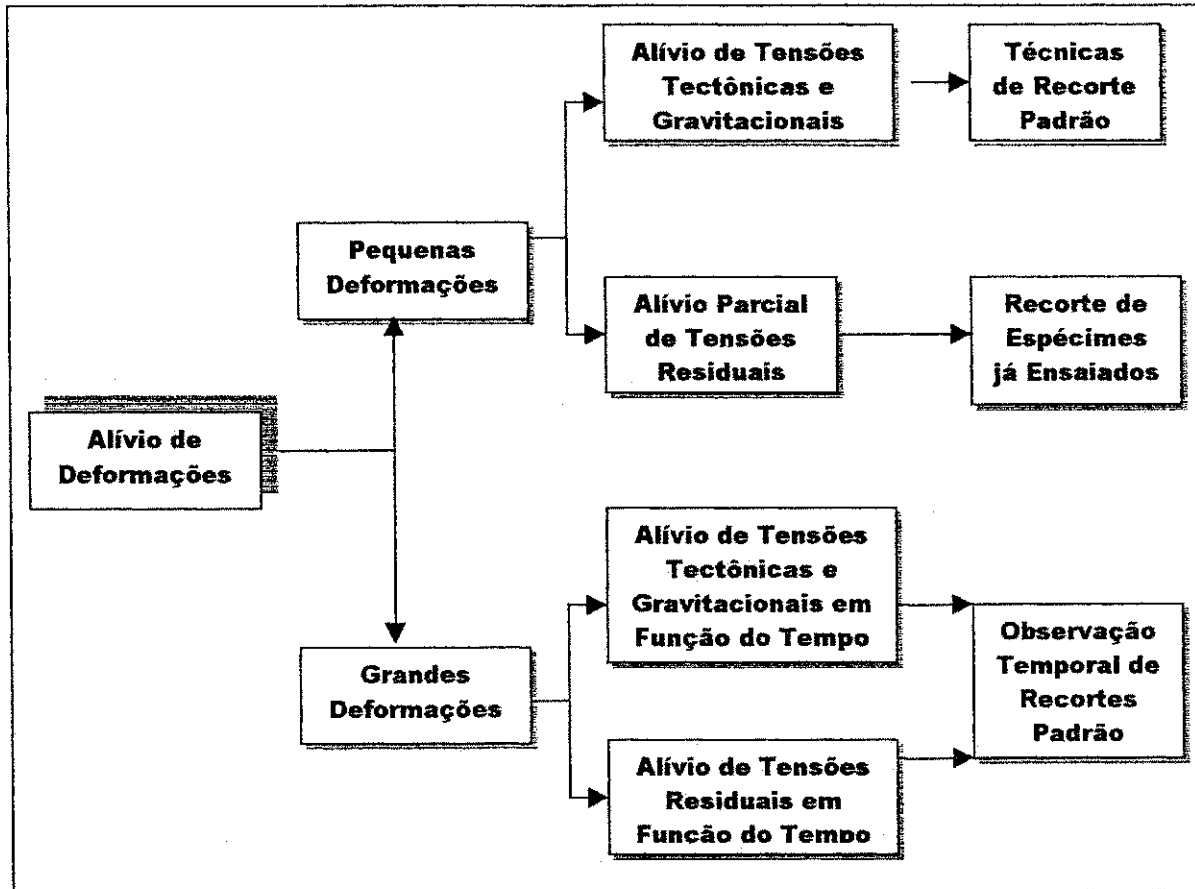 Alívio de Tensões
Tectônicas e
Gravitacionais
Técnicas
de Recorte
Padrão
Pequenas
Deformações
Alívio Parcial
de Tensões
Residuais
Recorte de
Espécimes
já Ensaiados
Alívio de
Deformações
Alívio de Tensões
Tectônicas e
Gravitacionais em
Função do Tempo
Grandes
Deformações
Observação
Temporal de
Recortes
Padrão
Alívio de Tensões
Residuais em
Função do Tempo